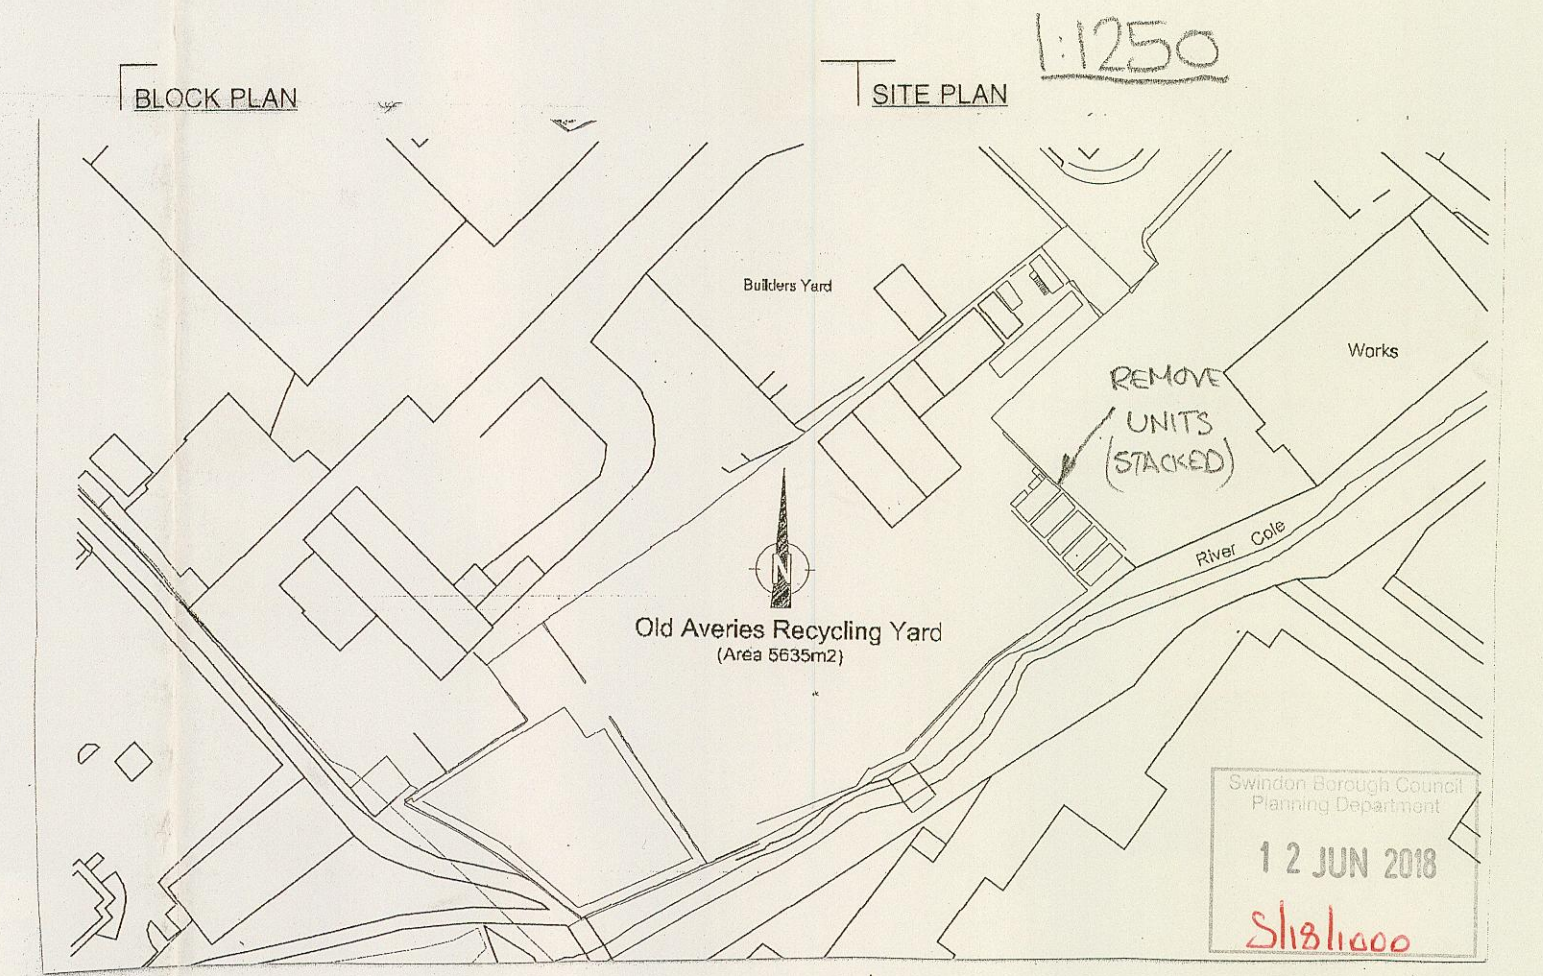 1:1250
BLOCK PLAN
SITE PLAN
Builders Yard
Works
REMOVE
UNITS
(STACKED)
River Cole
N
Old Averies Recycling Yard
(Area 5635m2)
Swindon Borough Council
Planning Department
12 JUN 2018
S/18/1000